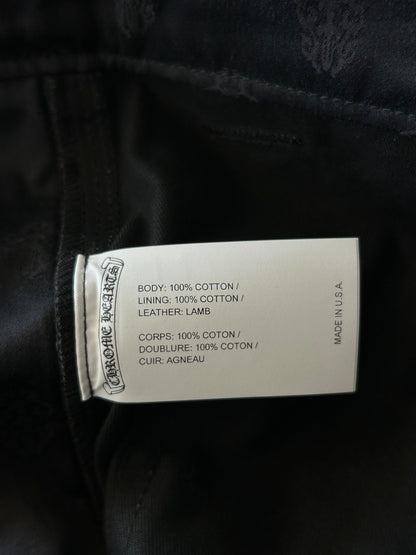 CHROME HEARTS
BODY: 100% COTTON /
LINING: 100% COTTON /
LEATHER: LAMB
CORPS: 100% COTON /
DOUBLURE: 100% COTON /
CUIR: AGNEAU
MADE IN U.S.A.